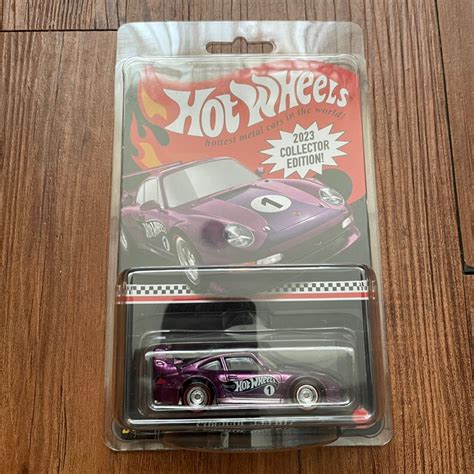 HOT WHEELS
hottest metal cars in the world!
2023
COLLECTOR
EDITION!
1
HOT WHEELS
HOT WHEELS
1